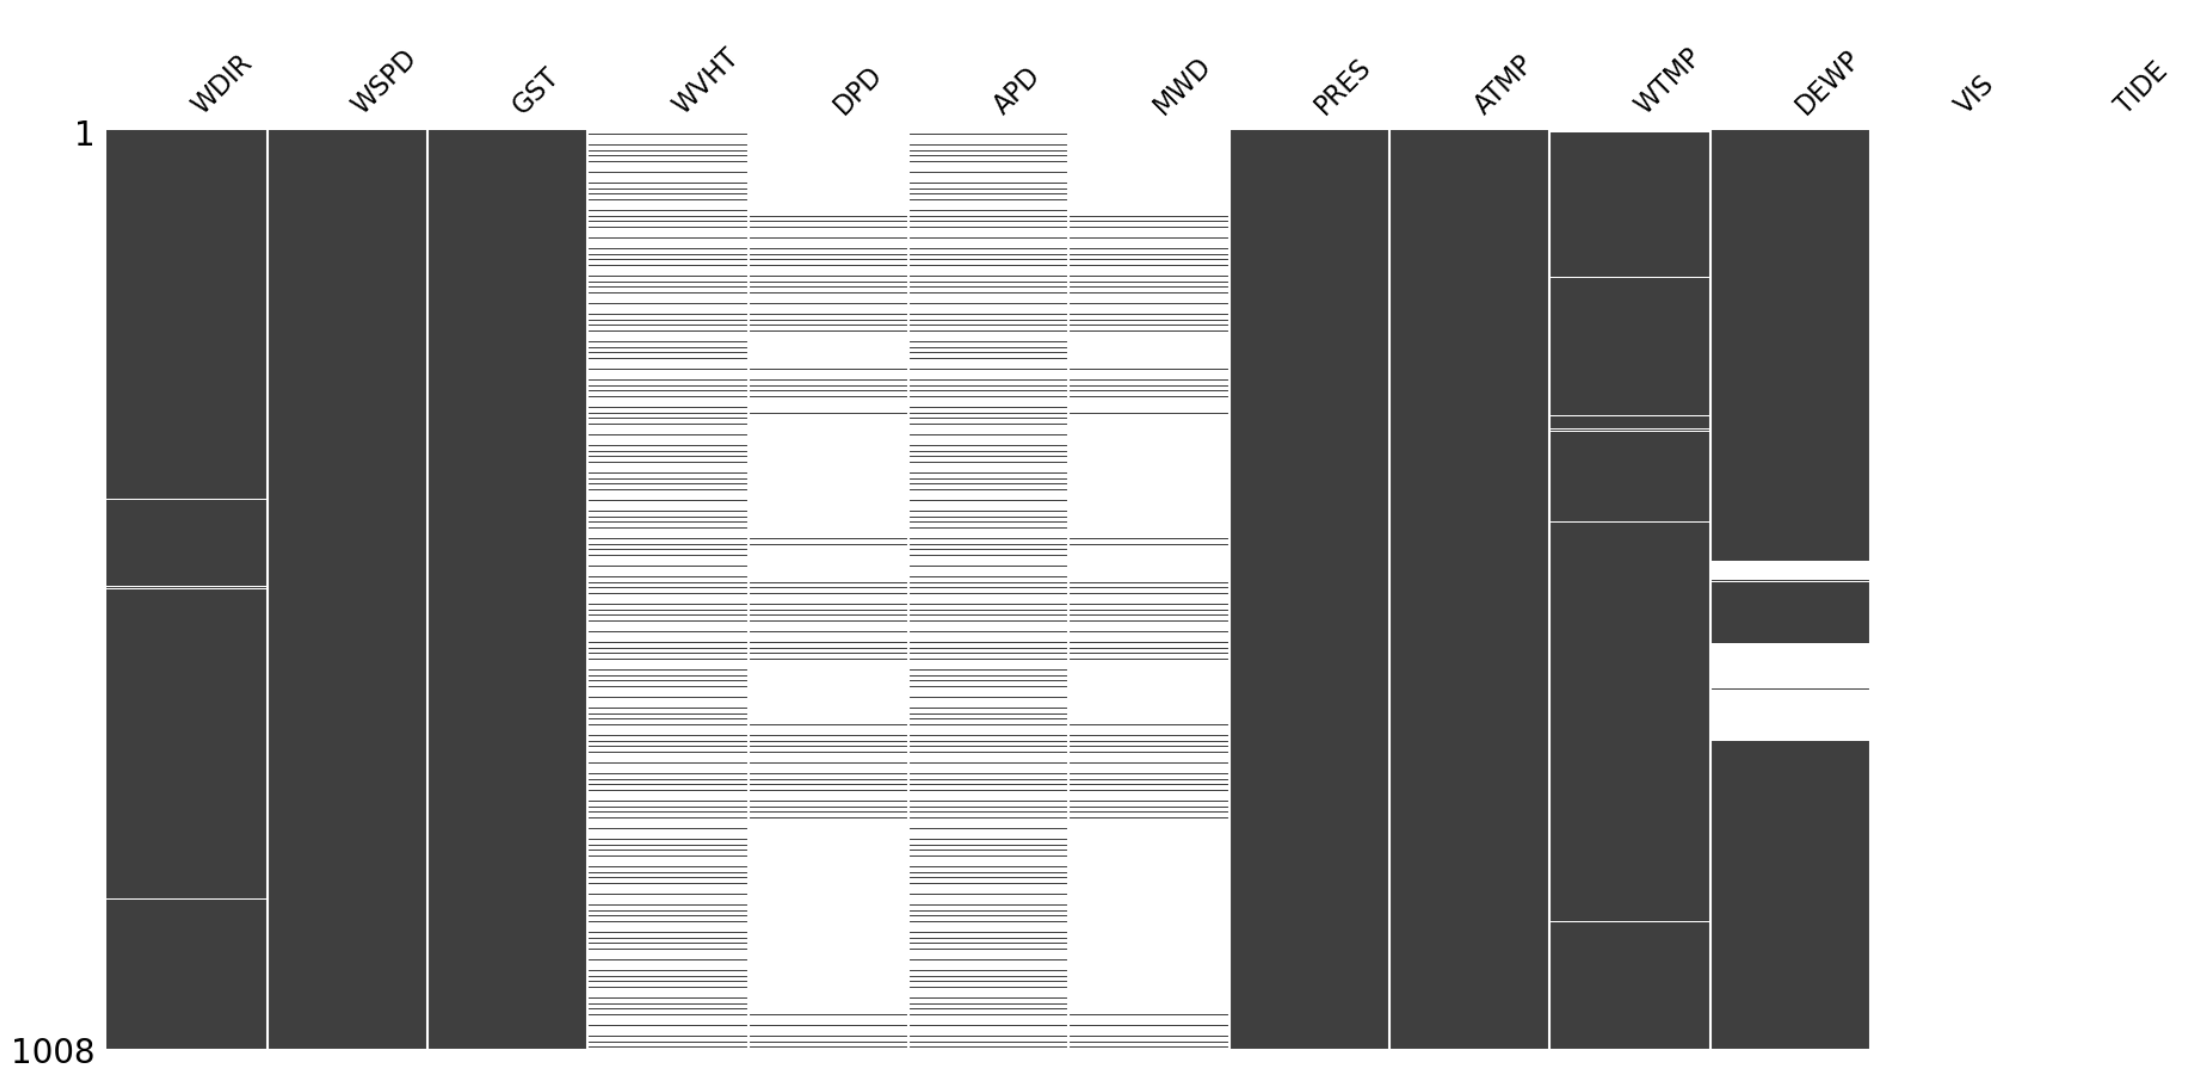 WDIR WSPD GST WVHT DPD APD MWD PRES ATMP WTMP DEWP VIS TIDE
1
1008